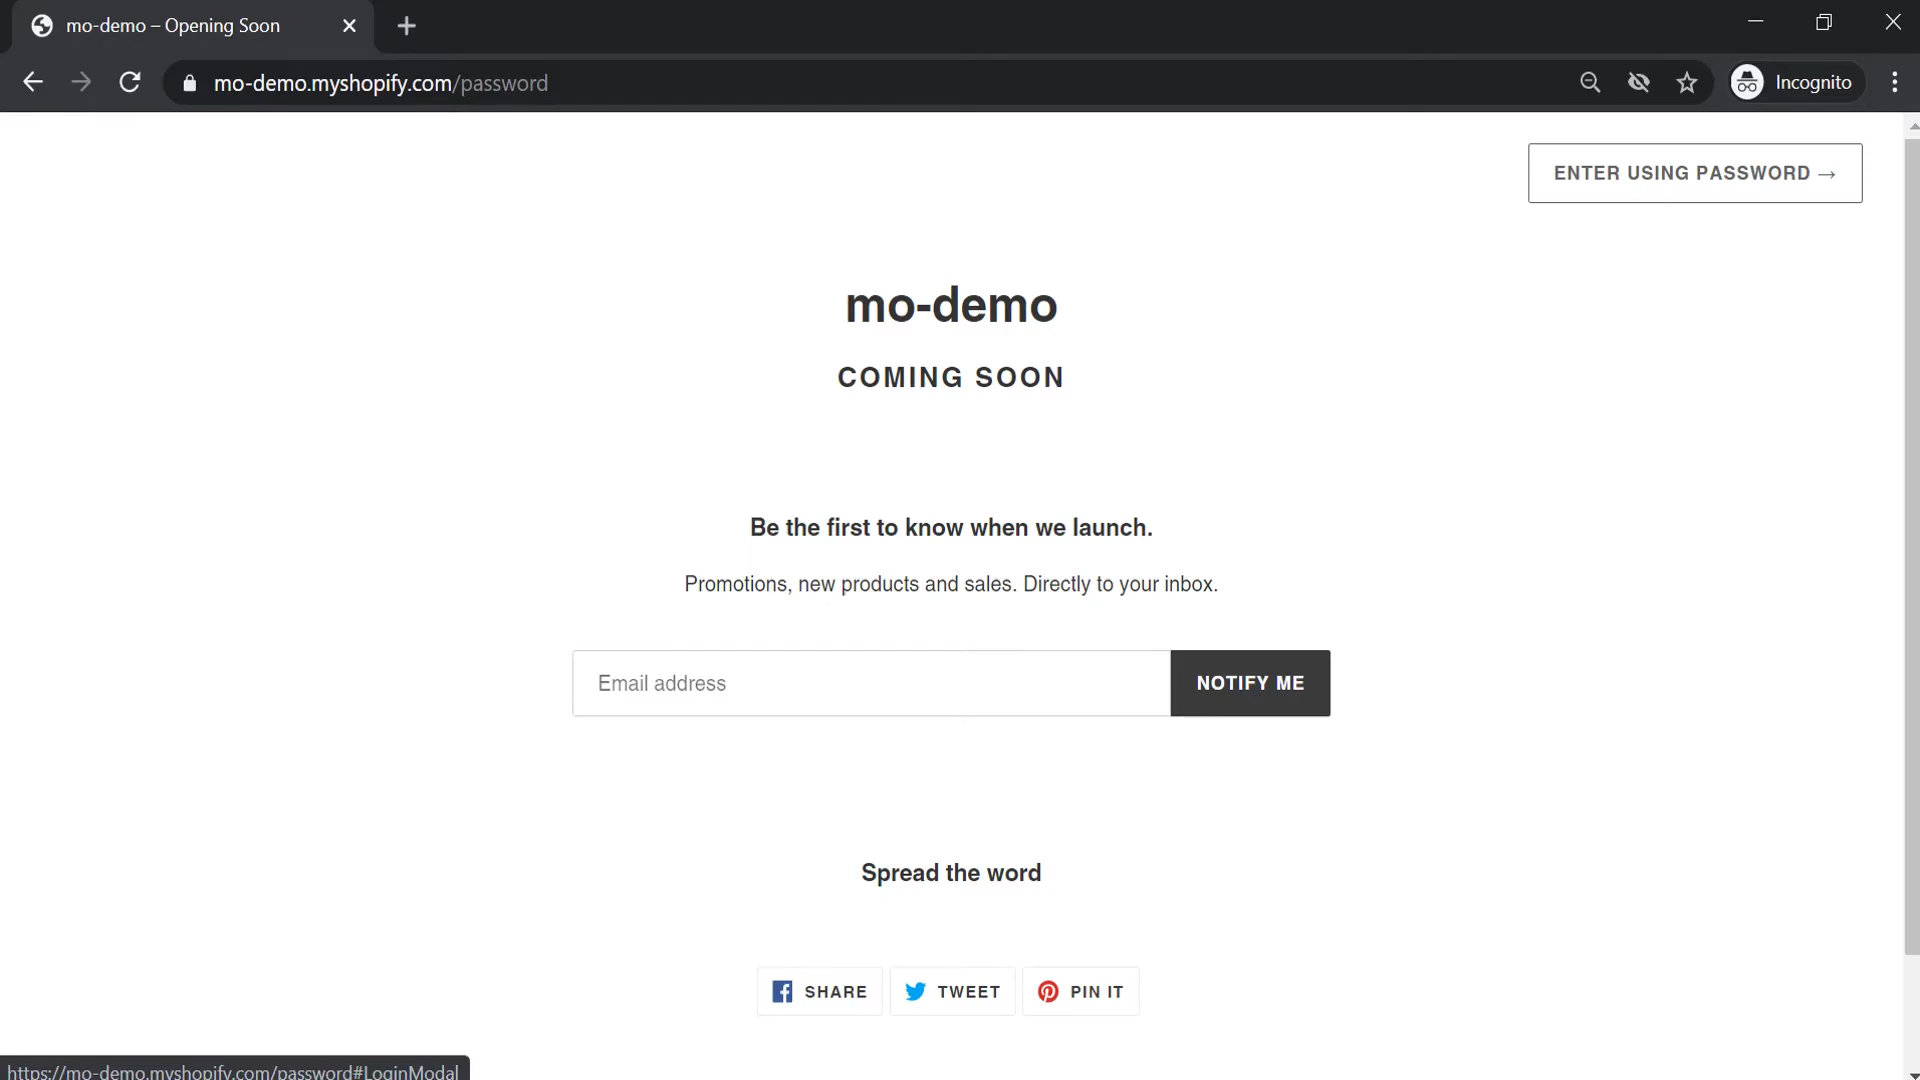 mo-demo – Opening Soon
mo-demo.myshopify.com/password
Incognito
ENTER USING PASSWORD →
mo-demo
COMING SOON
Be the first to know when we launch.
Promotions, new products and sales. Directly to your inbox.
Email address
NOTIFY ME
Spread the word
SHARE
TWEET
PIN IT
https://mo-demo.myshopify.com/password#LoginModal